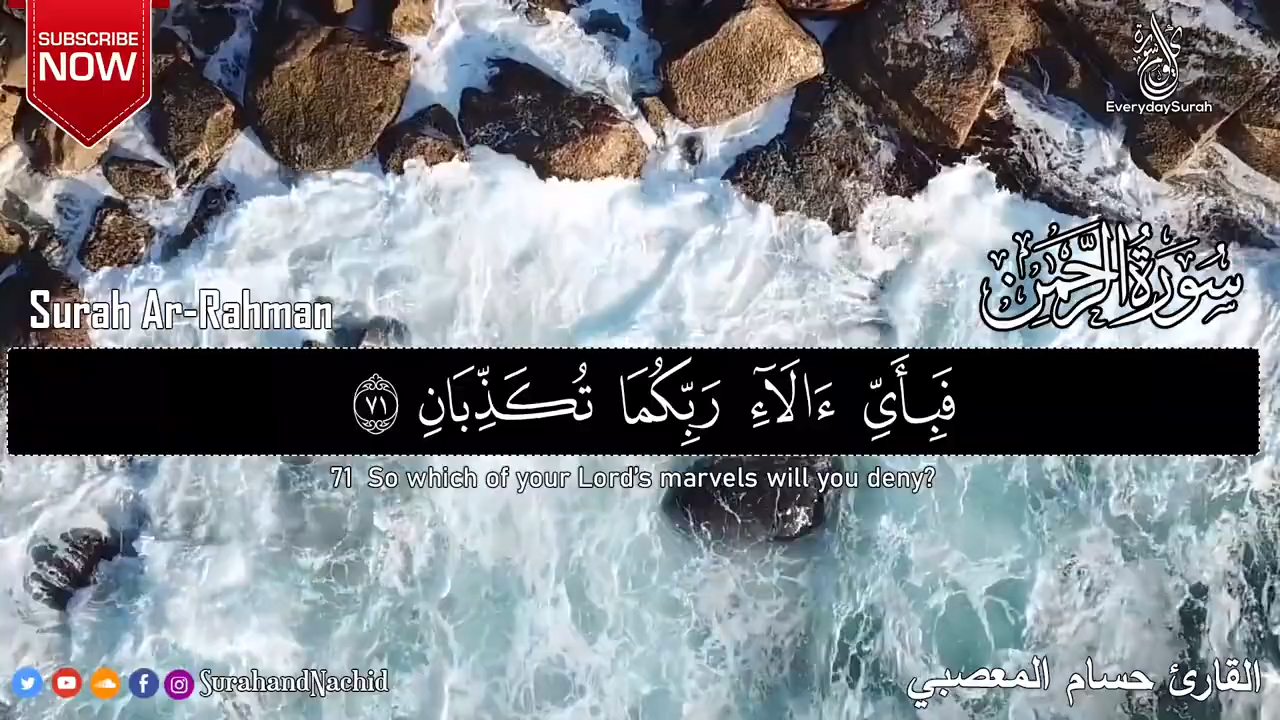 SUBSCRIBE
NOW
EverydaySurah
Surah Ar-Rahman
سُورَةُ الرَّحْمَٰن
فَبِأَيِّ ءَالَآءِ رَبِّكُمَا تُكَذِّبَانِ ٧١
71 So which of your Lord's marvels will you deny?
SurahandNachid
القارئ حسام المعصبي